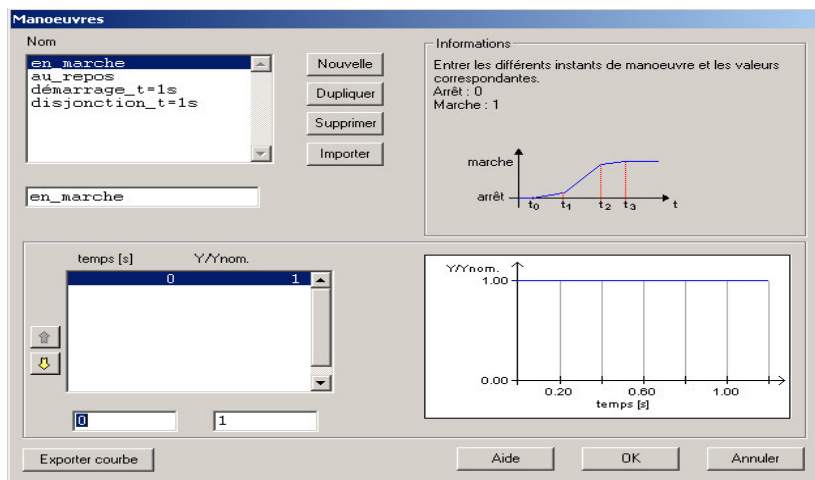 Manoeuvres
Nom
en_marche
au_repos
démarrage_t=1s
disjonction_t=1s
Nouvelle
Dupliquer
Supprimer
Importer
en_marche
Informations
Entrer les différents instants de manoeuvre et les valeurs
correspondantes.
Arrêt : 0
Marche : 1
marche
arrêt
t0 t1 t2 t3 t
temps [s] Y/Ynom.
0 1
0 1
Y/Ynom.
1.00
0.00
0.20 0.60 1.00
temps [s]
Exporter courbe
Aide
OK
Annuler